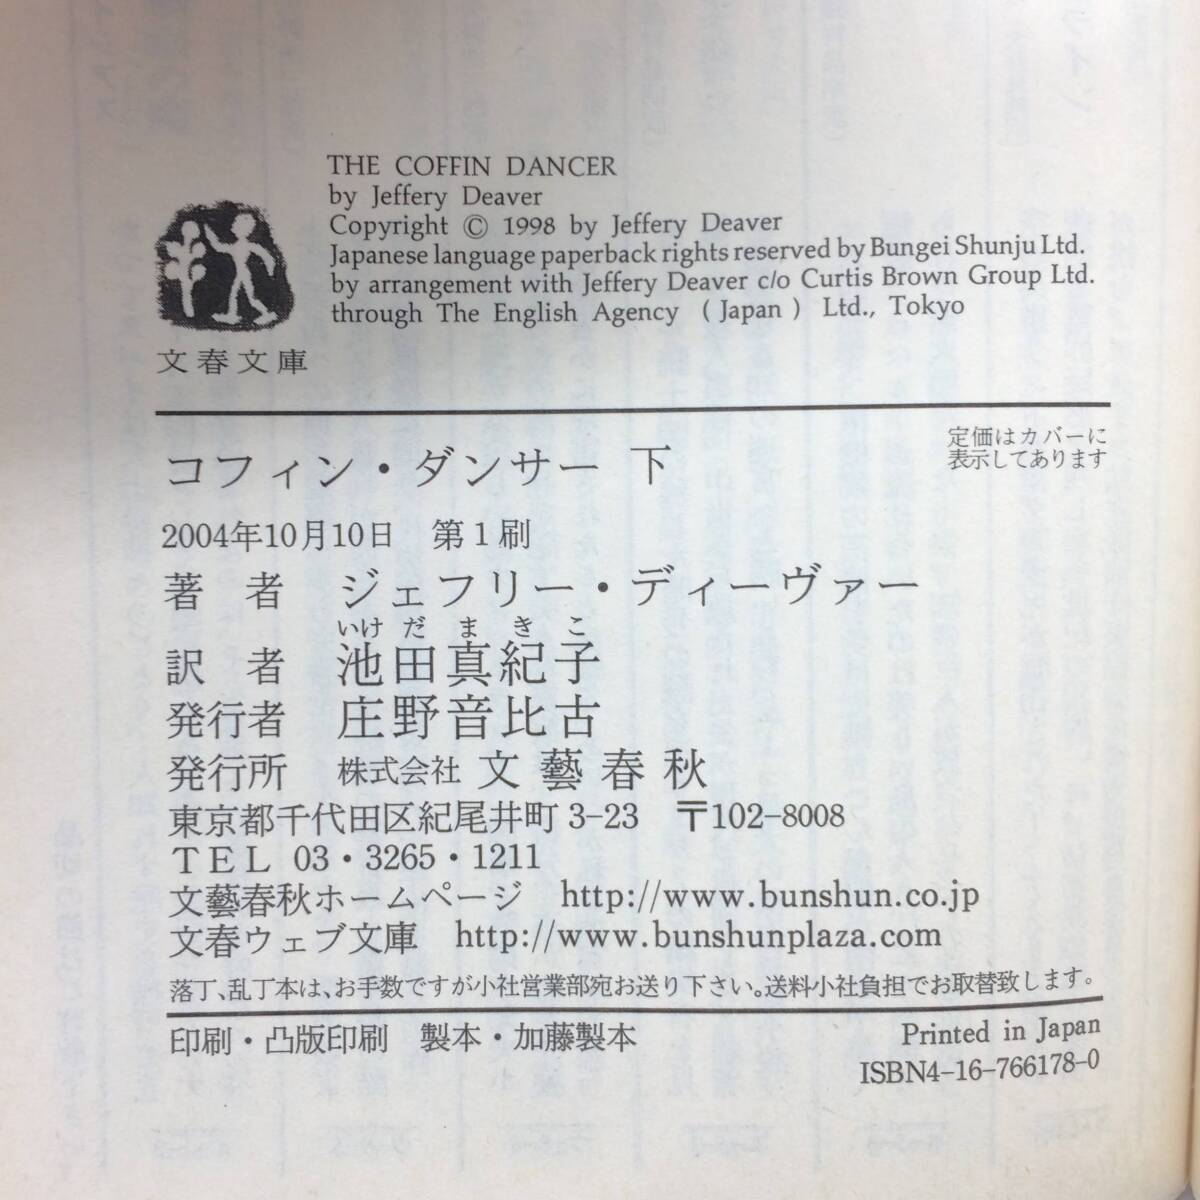 THE COFFIN DANCER
by Jeffery Deaver
Copyright © 1998 by Jeffery Deaver
Japanese language paperback rights reserved by Bungei Shunju Ltd.
by arrangement with Jeffery Deaver c/o Curtis Brown Group Ltd.
through The English Agency (Japan) Ltd., Tokyo
文春文庫
定価はカバーに
表示してあります
コフィン・ダンサー 下
2004年10月10日 第1刷
著者 ジェフリー・ディーヴァー
いけだまきこ
訳者 池田真紀子
発行者 庄野音比古
発行所 株式会社 文藝春秋
東京都千代田区紀尾井町 3-23 〒102-8008
TEL 03・3265・1211
文藝春秋ホームページ http://www.bunshun.co.jp
文春ウェブ文庫 http://www.bunshunplaza.com
落丁、乱丁本は、お手数ですが小社営業部宛お送り下さい。送料小社負担でお取替致します。
印刷・凸版印刷 製本・加藤製本
Printed in Japan
ISBN4-16-766178-0